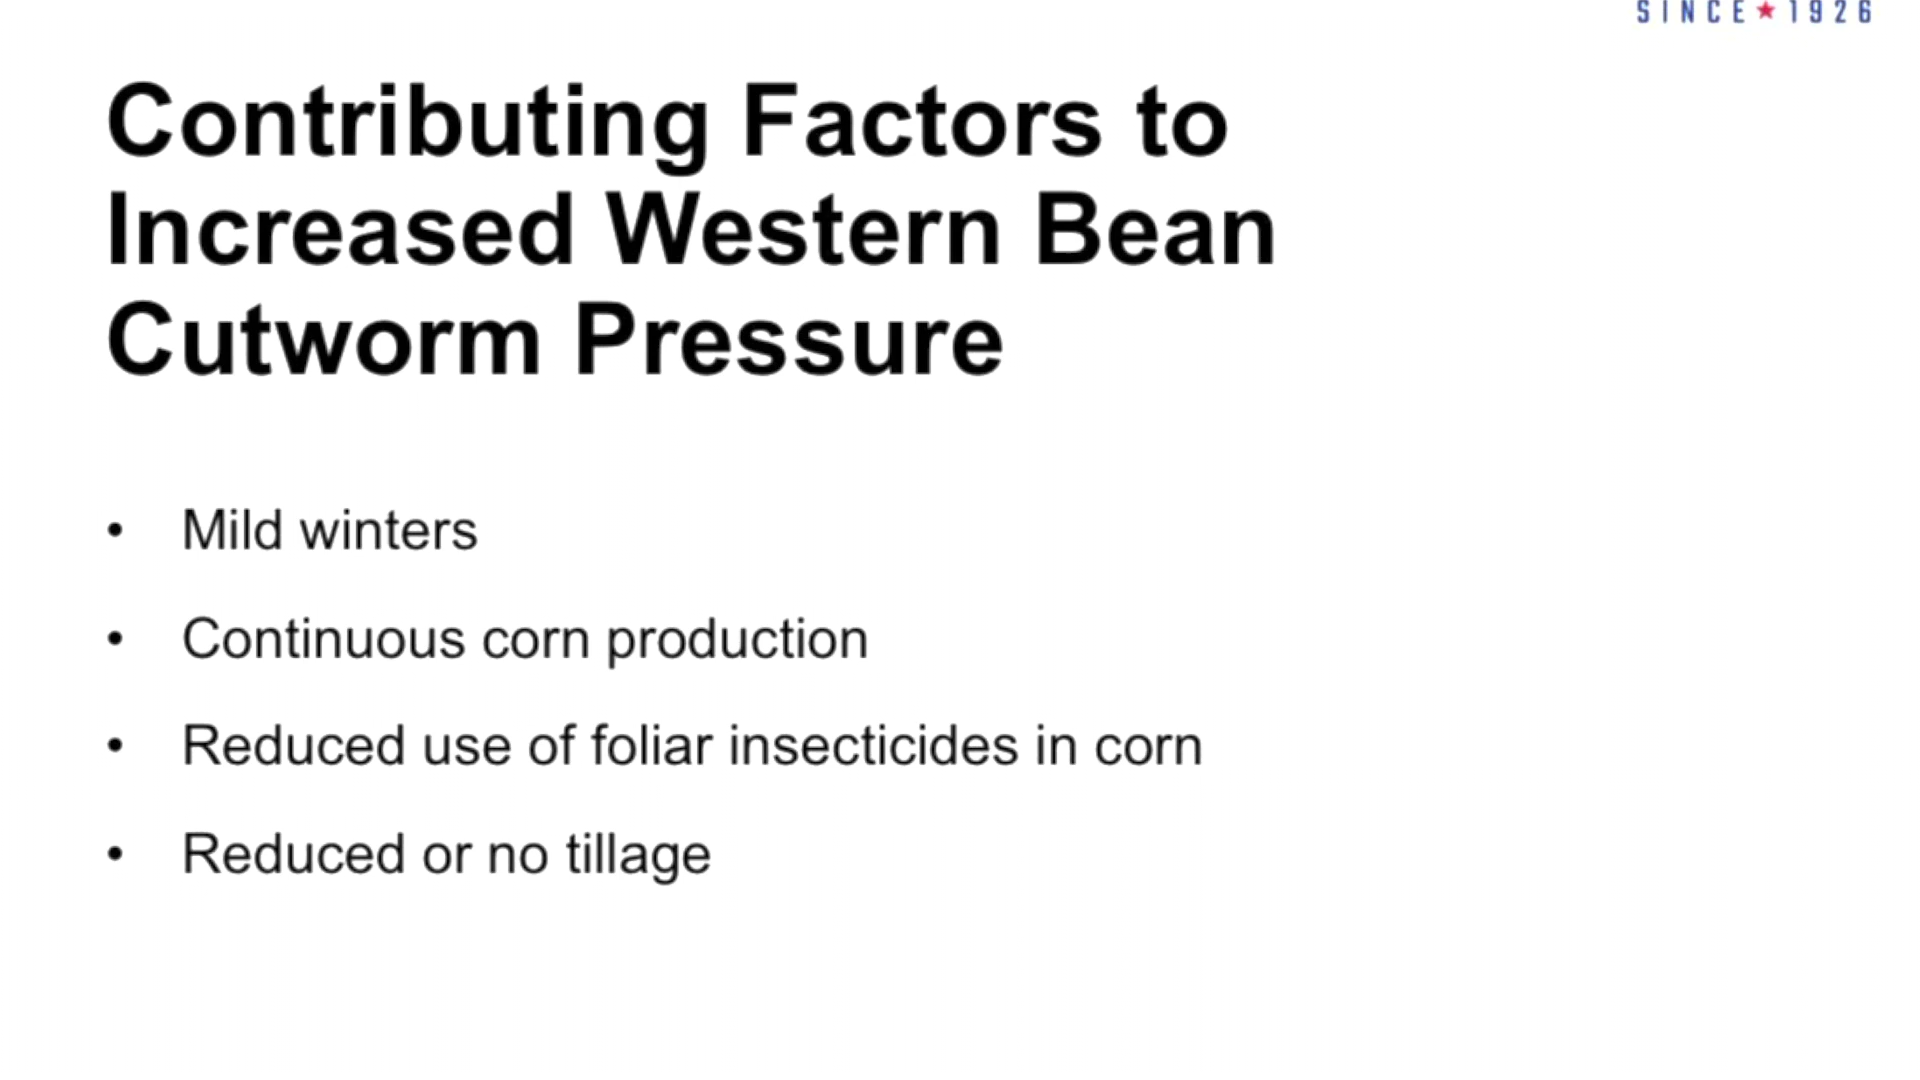 SINCE★1926
Contributing Factors to
Increased Western Bean
Cutworm Pressure
• Mild winters
• Continuous corn production
• Reduced use of foliar insecticides in corn
• Reduced or no tillage